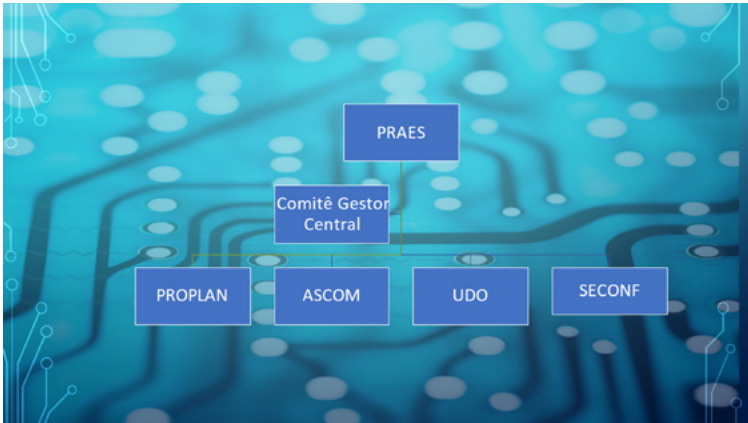 PRAES
Comitê Gestor
Central
PROPLAN
ASCOM
UDO
SECONF